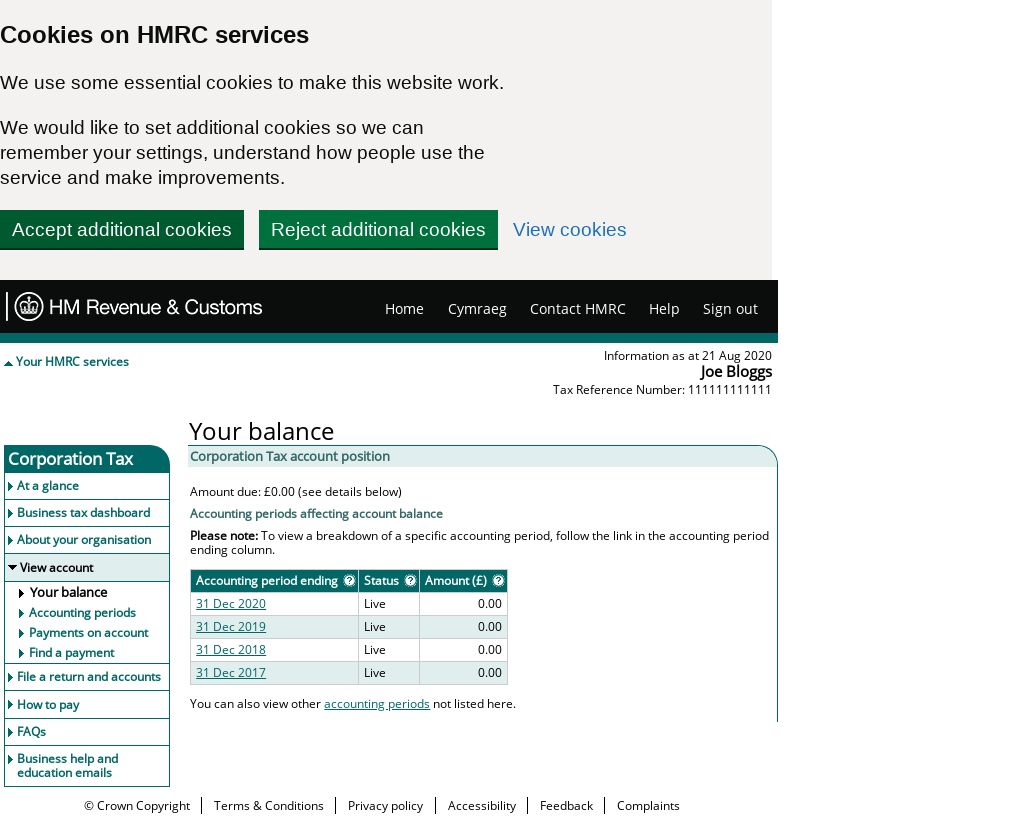 Cookies on HMRC services
We use some essential cookies to make this website work.
We would like to set additional cookies so we can
remember your settings, understand how people use the
service and make improvements.
Accept additional cookies Reject additional cookies View cookies
HM Revenue & Customs Home Cymraeg Contact HMRC Help Sign out
Your HMRC services
Information as at 21 Aug 2020
Joe Bloggs
Tax Reference Number: 111111111111
Your balance
Corporation Tax
At a glance
Business tax dashboard
About your organisation
View account
Your balance
Accounting periods
Payments on account
Find a payment
File a return and accounts
How to pay
FAQs
Business help and
education emails
Corporation Tax account position
Amount due: £0.00 (see details below)
Accounting periods affecting account balance
Please note: To view a breakdown of a specific accounting period, follow the link in the accounting period
ending column.
Accounting period ending ? Status ? Amount (£) ?
31 Dec 2020 Live 0.00
31 Dec 2019 Live 0.00
31 Dec 2018 Live 0.00
31 Dec 2017 Live 0.00
You can also view other accounting periods not listed here.
© Crown Copyright Terms & Conditions Privacy policy Accessibility Feedback Complaints